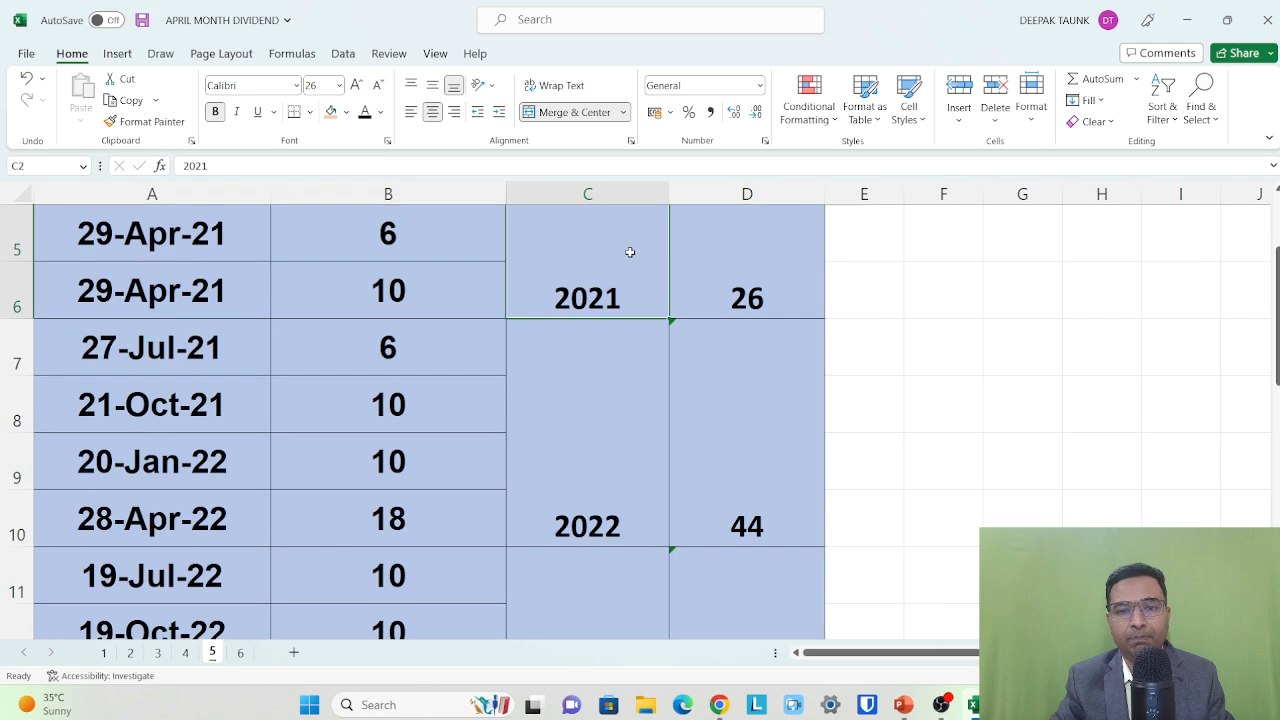 AutoSave Off APRIL MONTH DIVIDEND Search DEEPAK TAUNK DT
File Home Insert Draw Page Layout Formulas Data Review View Help Comments Share
Cut
Copy
Format Painter
Paste
Calibri 26
Wrap Text
Merge & Center
General
Conditional Formatting
Format as Table
Cell Styles
Insert
Delete
Format
AutoSum
Fill
Clear
Sort & Filter
Find & Select
Undo Clipboard Font Alignment Number Styles Cells Editing
C2 fx 2021
A B C D E F G H I J
5 29-Apr-21 6
6 29-Apr-21 10 2021 26
7 27-Jul-21 6
8 21-Oct-21 10
9 20-Jan-22 10
10 28-Apr-22 18 2022 44
11 19-Jul-22 10
19-Oct-22 10
1 2 3 4 5 6
Ready Accessibility: Investigate
35°C
Sunny
Search